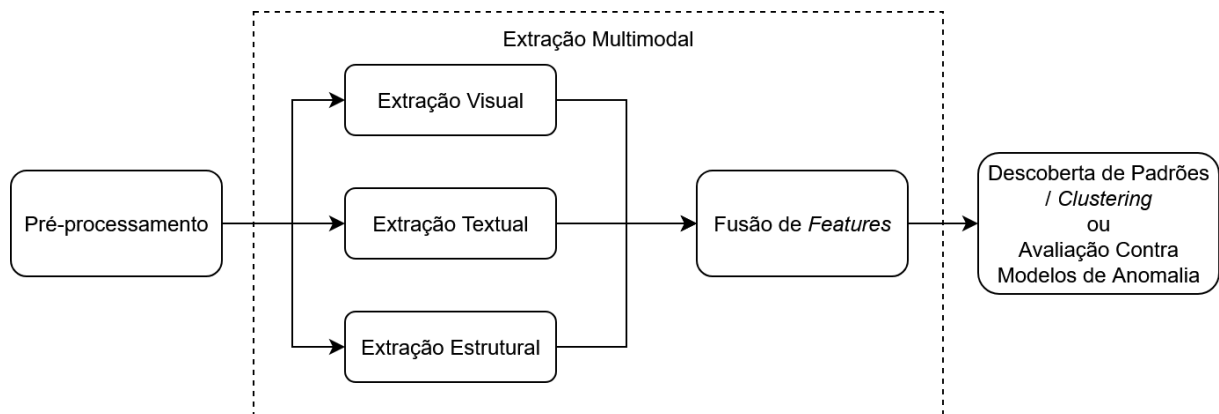 Extração Multimodal
Pré-processamento
Extração Visual
Extração Textual
Extração Estrutural
Fusão de Features
Descoberta de Padrões
/ Clustering
ou
Avaliação Contra
Modelos de Anomalia